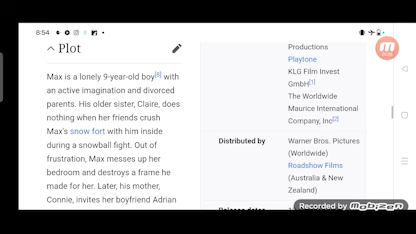 8:54
Plot
Max is a lonely 9-year-old boy[8] with
an active imagination and divorced
parents. His older sister, Claire, does
nothing when her friends crush
Max's snow fort with him inside
during a snowball fight. Out of
frustration, Max messes up her
bedroom and destroys a frame he
made for her. Later, his mother,
Connie, invites her boyfriend Adrian
Productions
Playtone
KLG Film Invest
GmbH[1]
The Worldwide
Maurice International
Company, Inc[2]
Distributed by
Warner Bros. Pictures
(Worldwide)
Roadshow Films
(Australia & New
Zealand)
Recorded by MOBIZEN